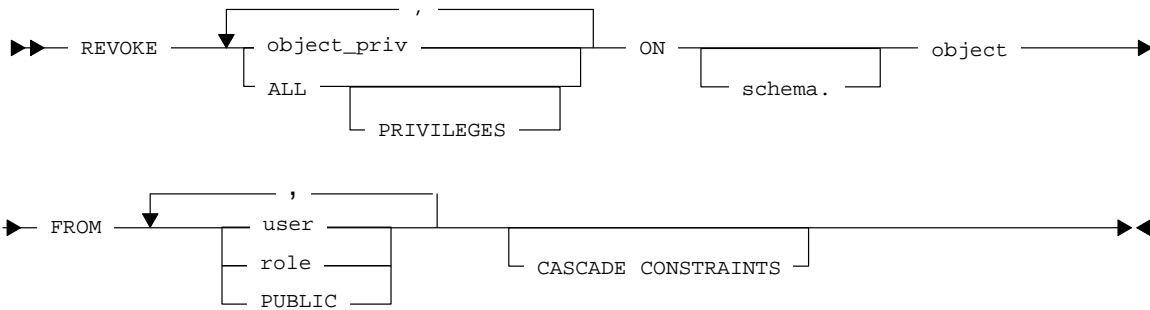 ,
REVOKE object_priv ON object
ALL schema.
PRIVILEGES
,
FROM user
role CASCADE CONSTRAINTS
PUBLIC